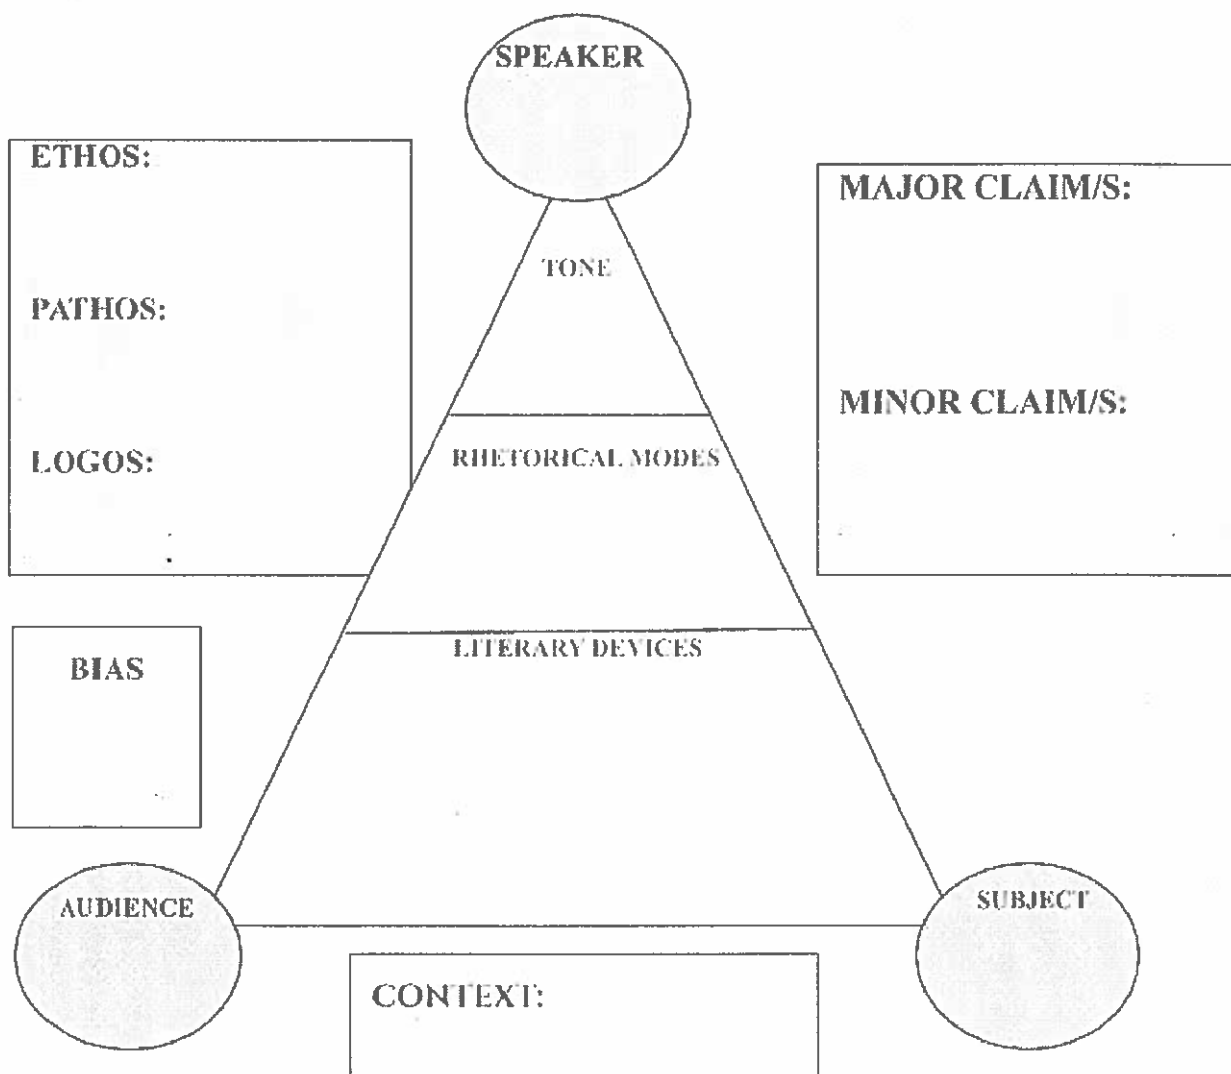 SPEAKER
ETHOS:
MAJOR CLAIM/S:
TONE
PATHOS:
MINOR CLAIM/S:
RHETORICAL MODES
LOGOS:
LITERARY DEVICES
BIAS
AUDIENCE
SUBJECT
CONTEXT: